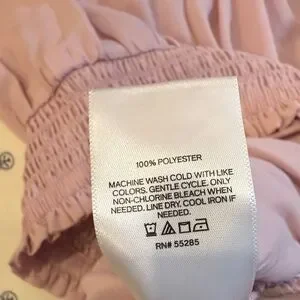 100% POLYESTER
MACHINE WASH COLD WITH LIKE
COLORS. GENTLE CYCLE. ONLY
NON-CHLORINE BLEACH WHEN
NEEDED. LINE DRY. COOL IRON IF
NEEDED.
RN# 55285